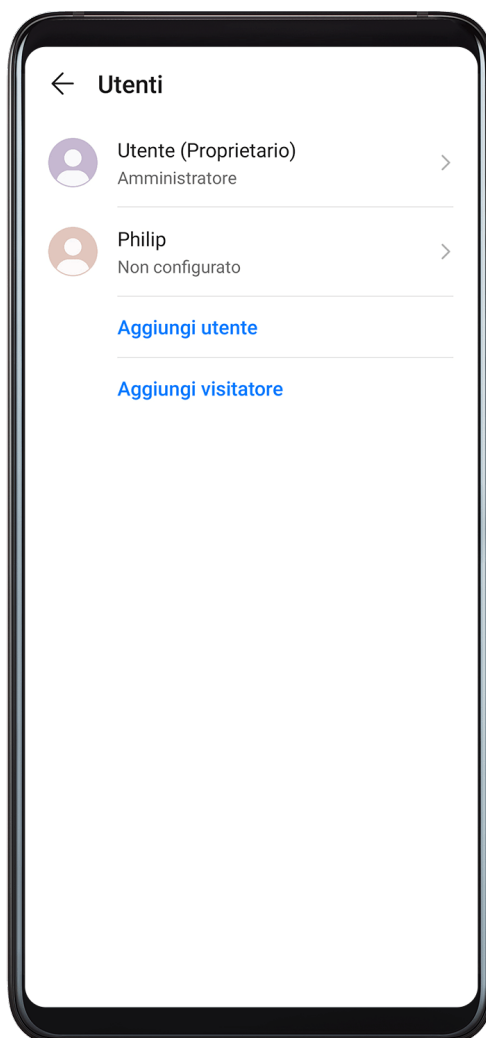 Utenti
Utente (Proprietario)
Amministratore
Philip
Non configurato
Aggiungi utente
Aggiungi visitatore